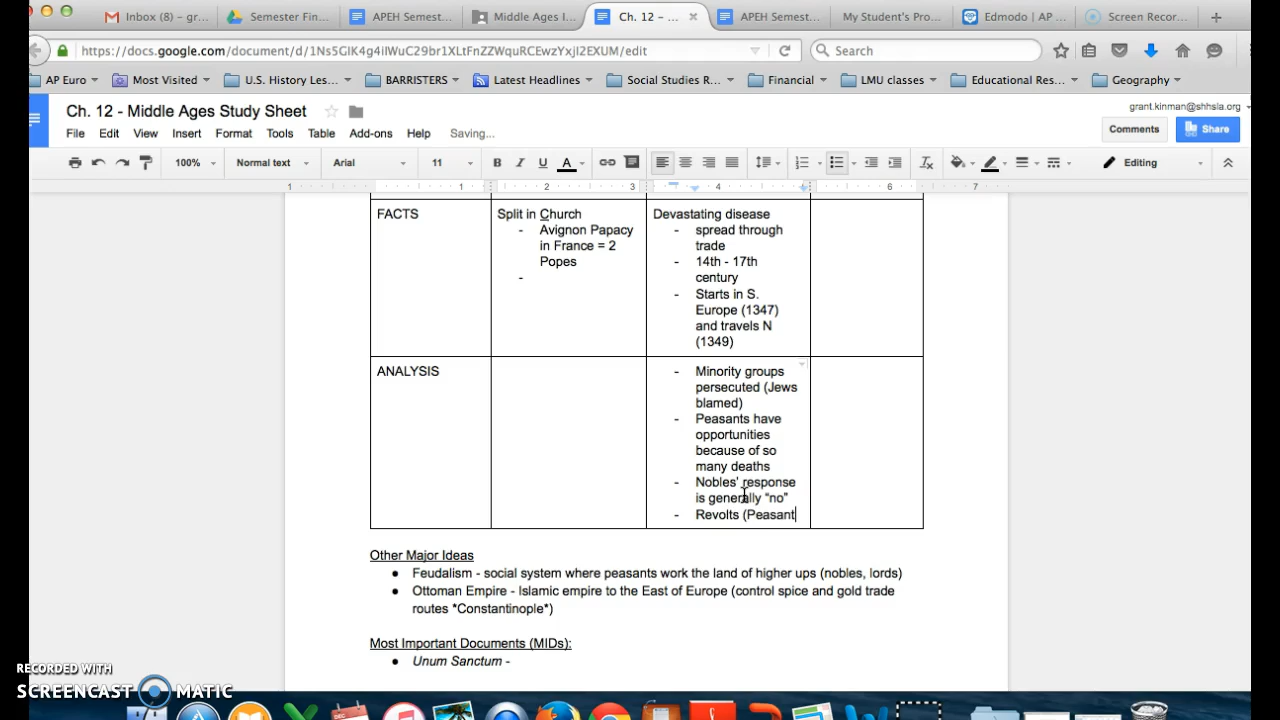 Inbox (8) - gr...
Semester Fin...
APEH Semest...
Middle Ages I...
Ch. 12 - ...
APEH Semest...
My Student's Pro...
Edmodo | AP ...
Screen Recor...
https://docs.google.com/document/d/1Ns5GlK4g4ilWuC29br1XLtFnZZWquRCEwzYxjI2EXUM/edit
Search
AP Euro
Most Visited
U.S. History Les...
BARRISTERS
Latest Headlines
Social Studies R...
Financial
LMU classes
Educational Res...
Geography
Ch. 12 - Middle Ages Study Sheet
grant.kinman@shhsla.org
File Edit View Insert Format Tools Table Add-ons Help Saving...
Comments
Share
100% Normal text Arial 11 B I U A Editing
1 1 2 3 4 6 7
FACTS
Split in Church
- Avignon Papacy
in France = 2
Popes
-
Devastating disease
- spread through
trade
- 14th - 17th
century
- Starts in S.
Europe (1347)
and travels N
(1349)
ANALYSIS
- Minority groups
persecuted (Jews
blamed)
- Peasants have
opportunities
because of so
many deaths
- Nobles' response
is generally "no"
- Revolts (Peasant
Other Major Ideas
● Feudalism - social system where peasants work the land of higher ups (nobles, lords)
● Ottoman Empire - Islamic empire to the East of Europe (control spice and gold trade
routes *Constantinople*)
Most Important Documents (MIDs):
● Unum Sanctum -
RECORDED WITH
SCREENCAST MATIC